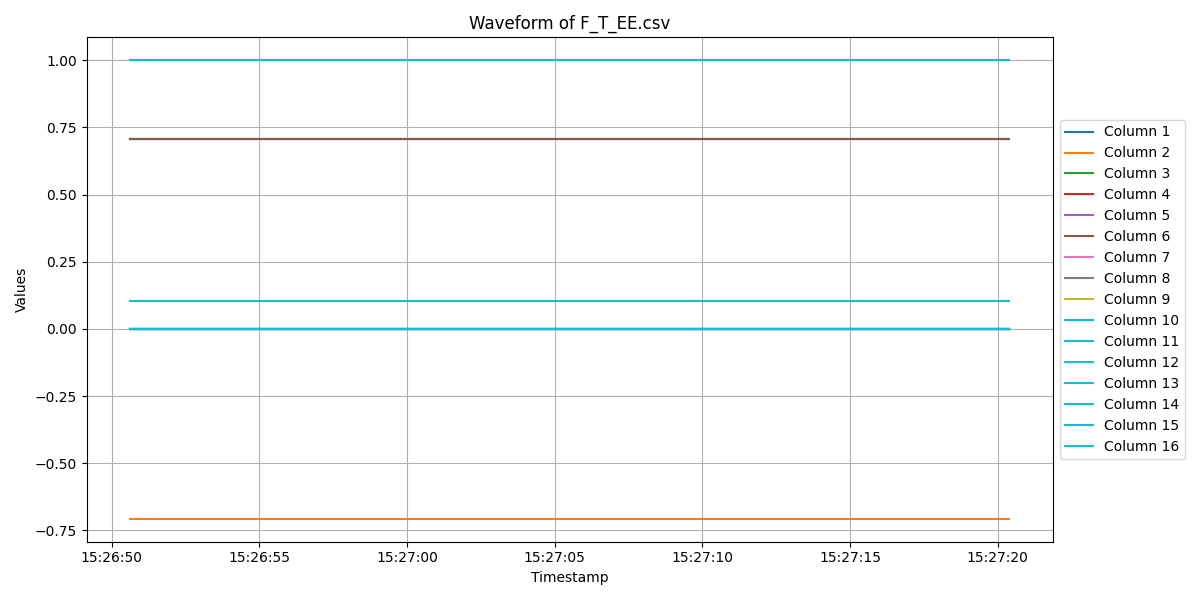 Waveform of F_T_EE.csv
1.00
0.75
0.50
0.25
0.00
−0.25
−0.50
−0.75
Values
15:26:50 15:26:55 15:27:00 15:27:05 15:27:10 15:27:15 15:27:20
Timestamp
Column 1
Column 2
Column 3
Column 4
Column 5
Column 6
Column 7
Column 8
Column 9
Column 10
Column 11
Column 12
Column 13
Column 14
Column 15
Column 16